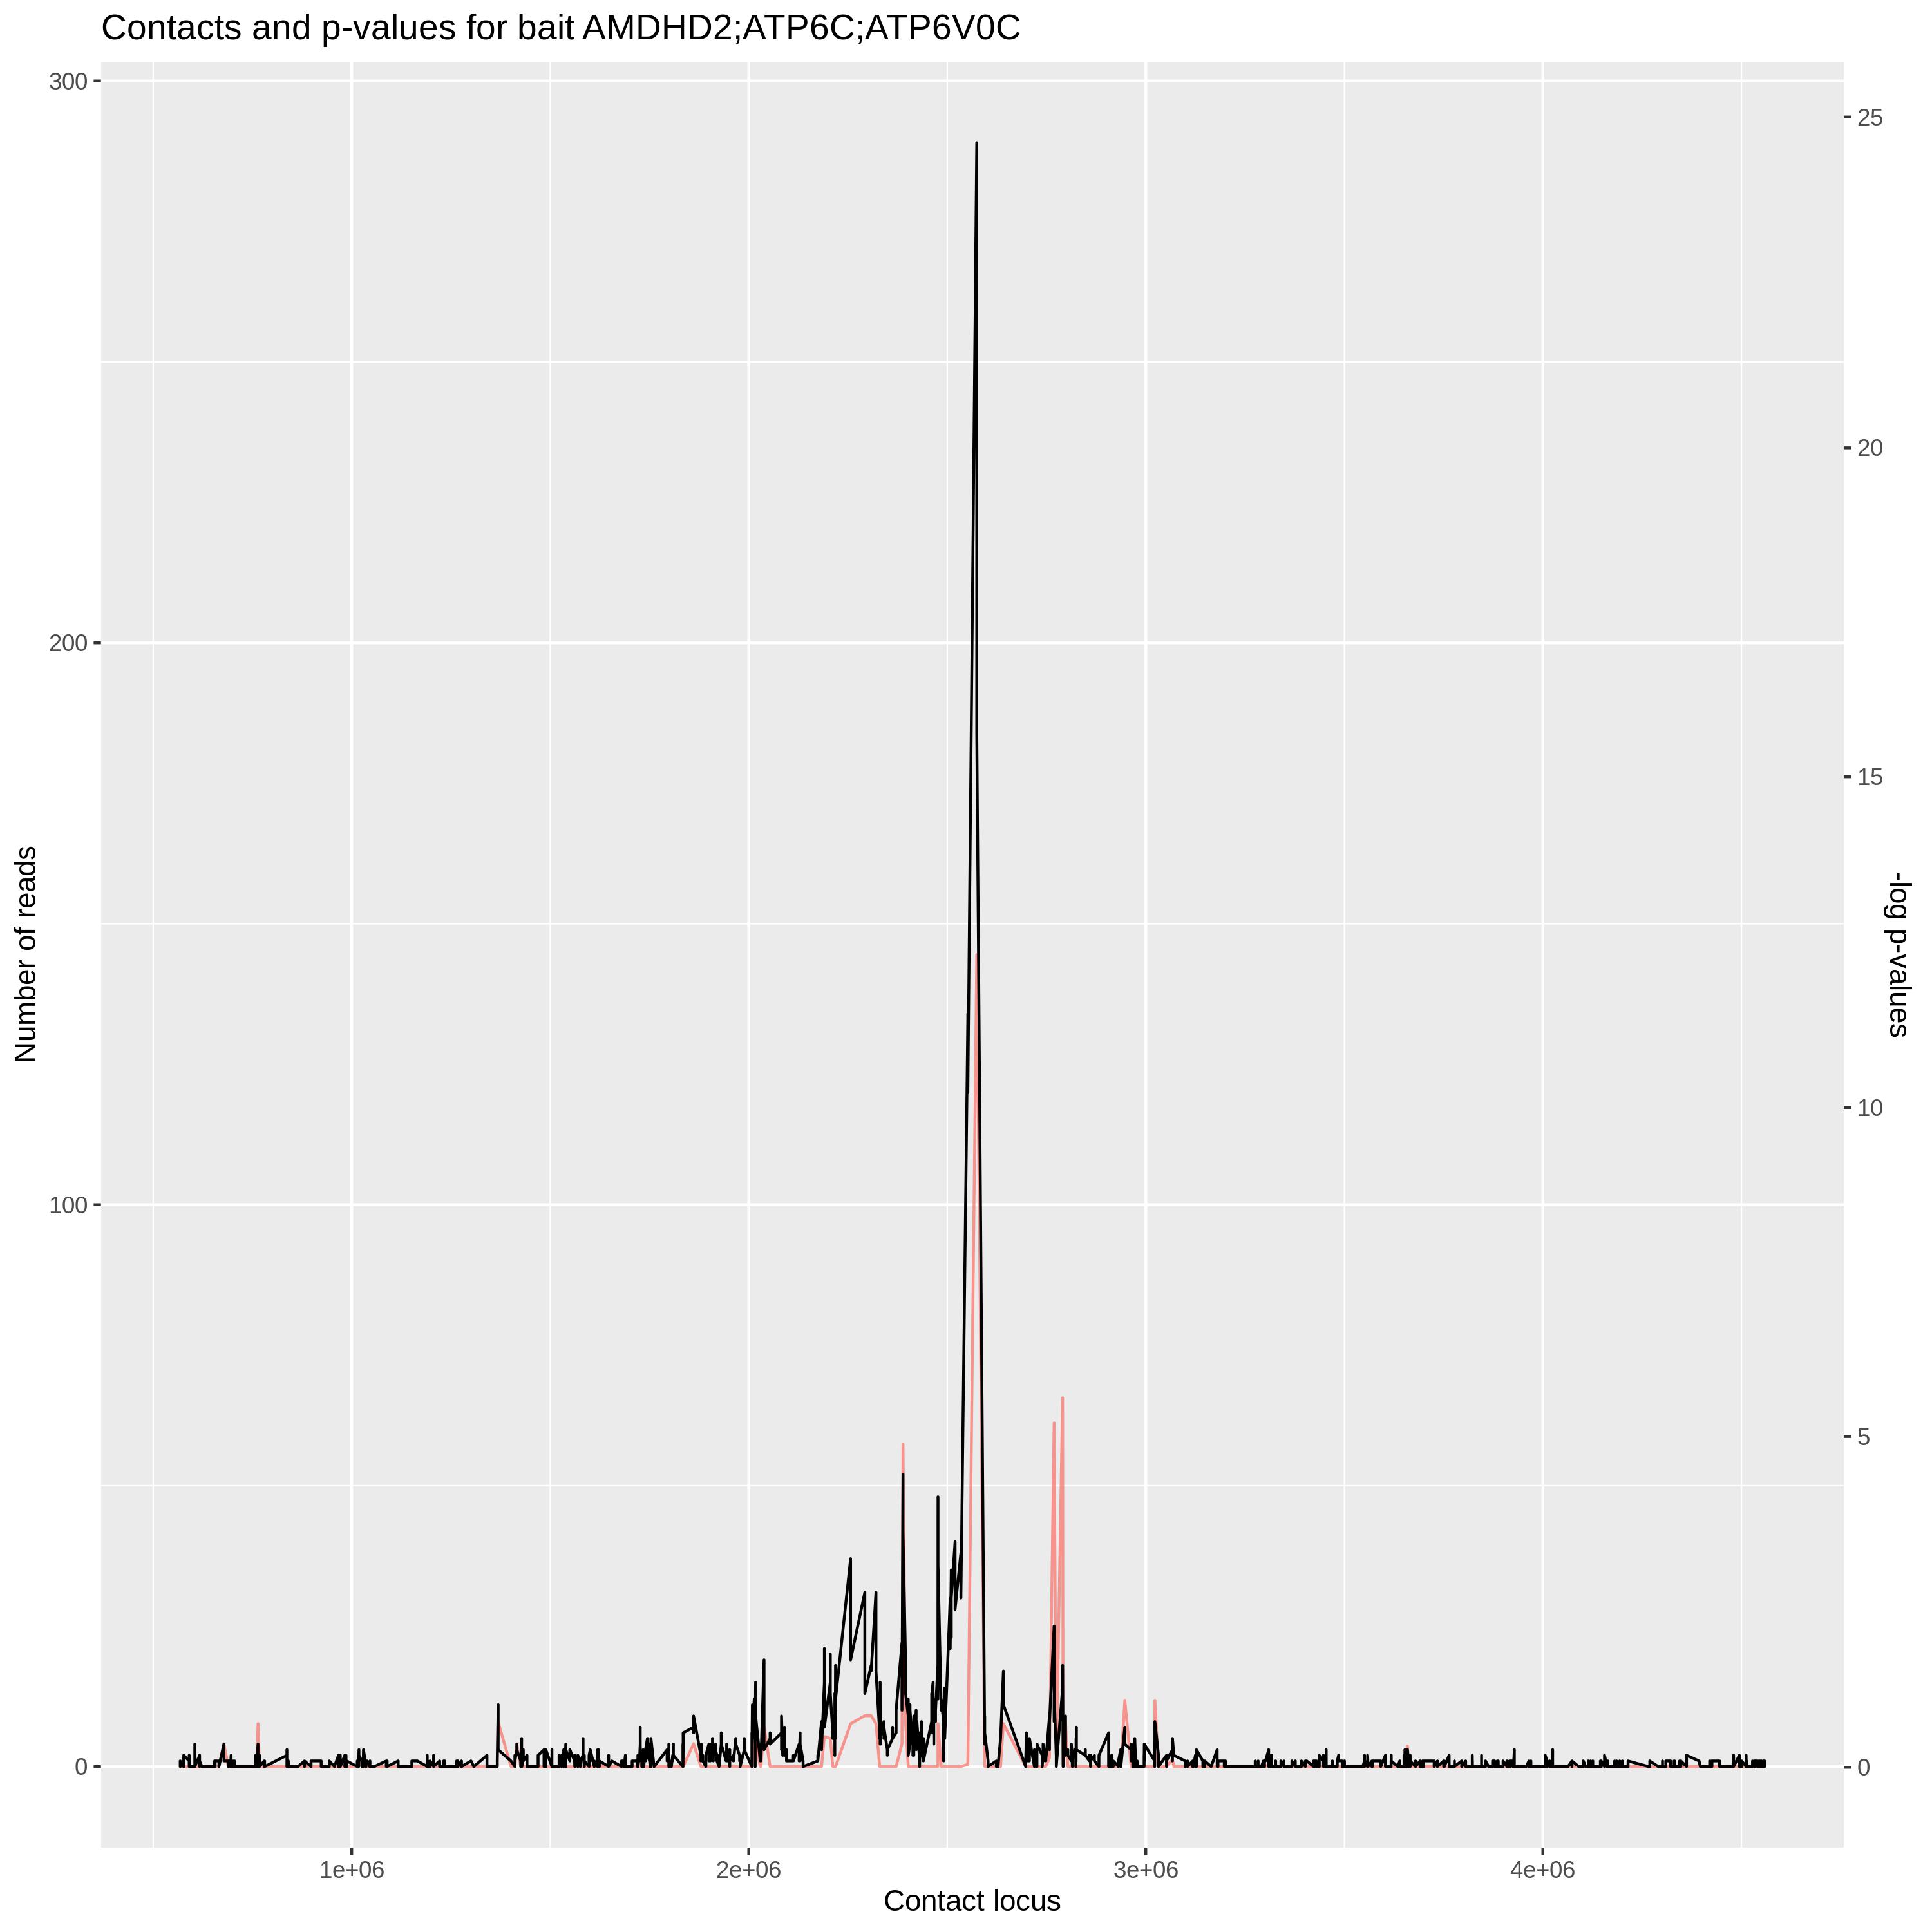 Contacts and p-values for bait AMDHD2;ATP6C;ATP6V0C
300
200
100
0
Number of reads
25
20
15
10
5
0
-log p-values
1e+06 2e+06 3e+06 4e+06
Contact locus